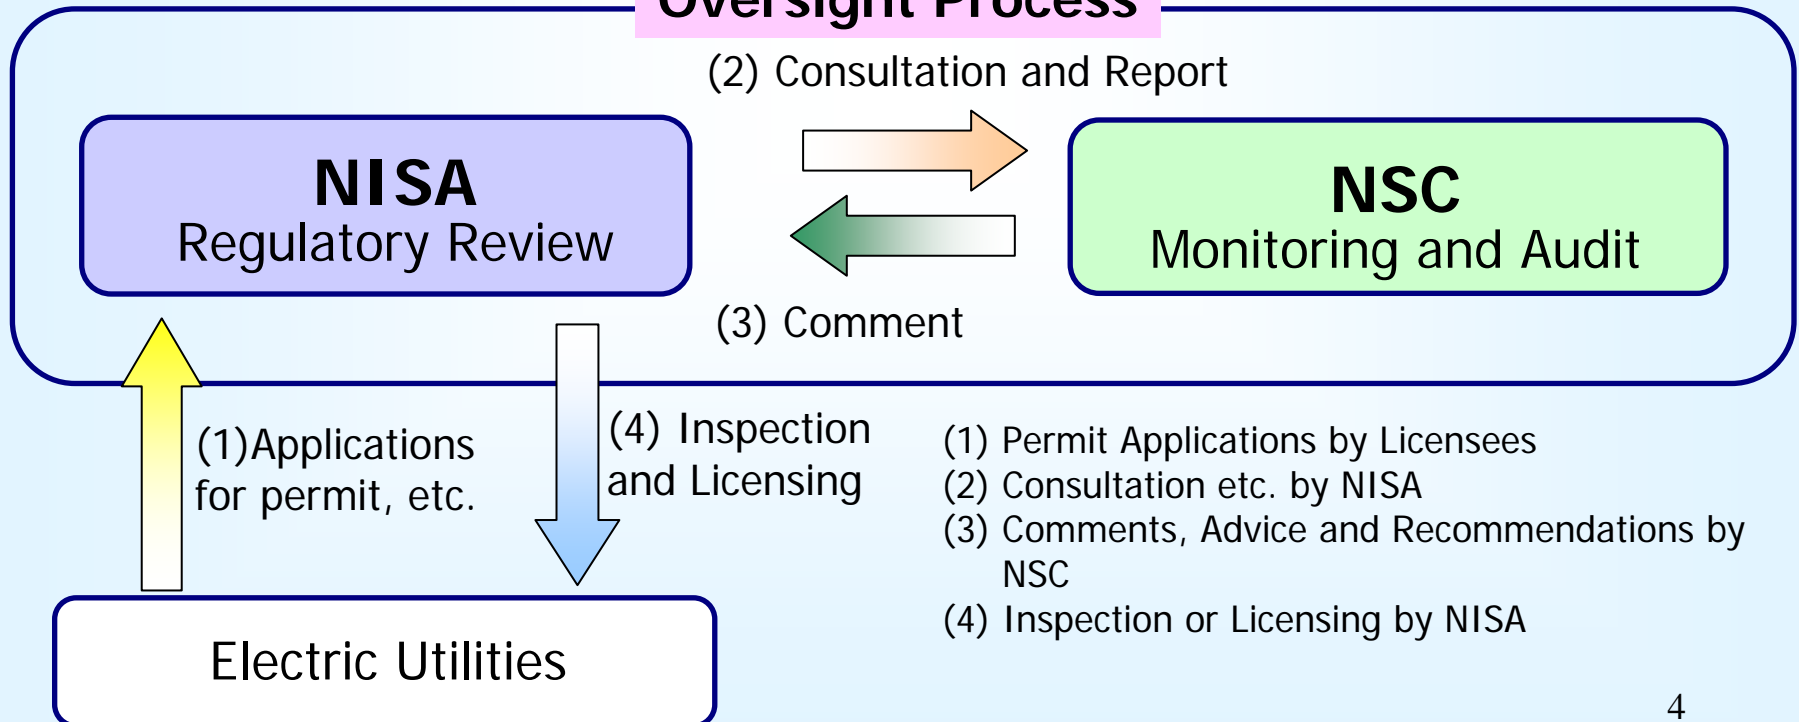 Oversight Process
(2) Consultation and Report
NISA
Regulatory Review
NSC
Monitoring and Audit
(3) Comment
(1)Applications
for permit, etc.
(4) Inspection
and Licensing
(1) Permit Applications by Licensees
(2) Consultation etc. by NISA
(3) Comments, Advice and Recommendations by
NSC
(4) Inspection or Licensing by NISA
Electric Utilities
4